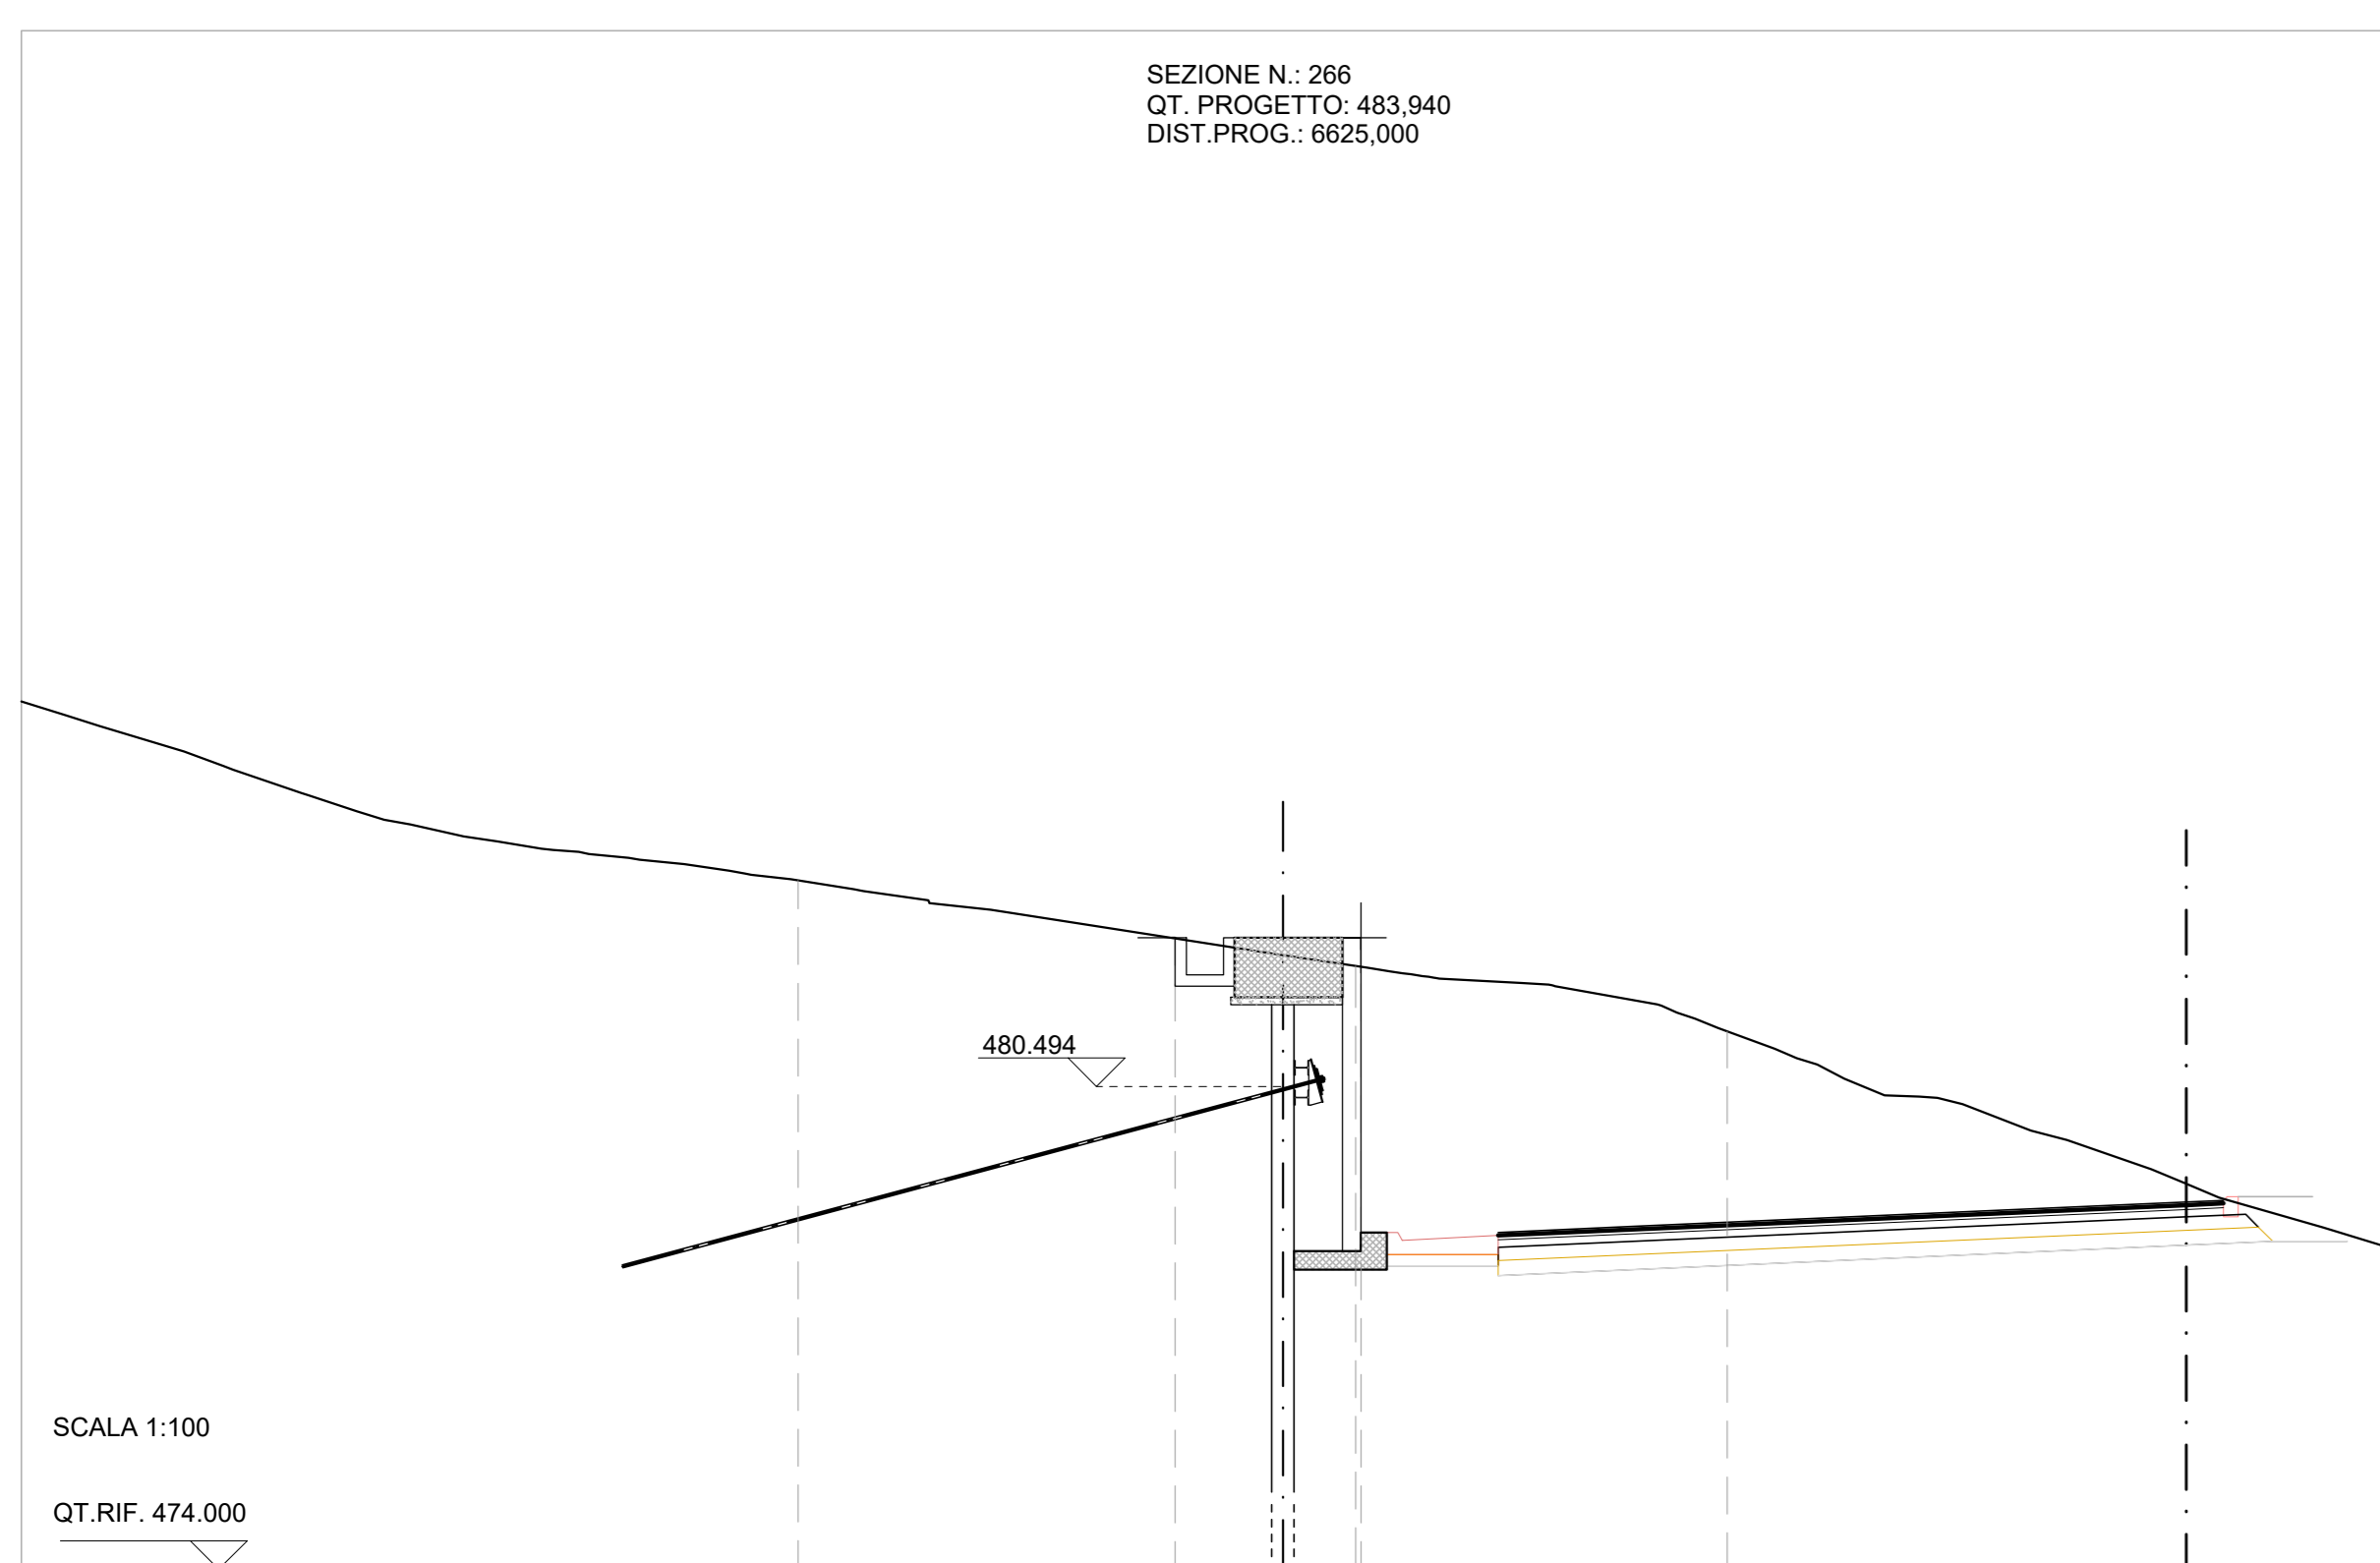 SEZIONE N.: 266
QT. PROGETTO: 483,940
DIST.PROG.: 6625,000
480.494
SCALA 1:100
QT.RIF. 474.000